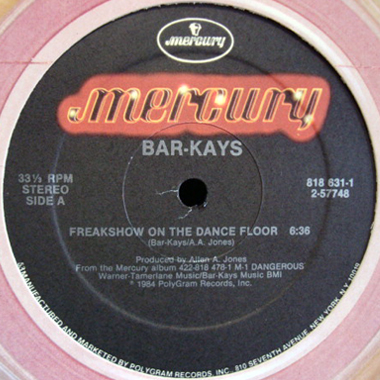 mercury
mercury
BAR-KAYS
33⅓ RPM
STEREO
SIDE A
818 631-1
2-57748
FREAKSHOW ON THE DANCE FLOOR 6:36
(Bar-Kays/A.A. Jones)
Produced by Allen A. Jones
From the Mercury album 422-818 478-1 M-1 DANGEROUS
Warner-Tamerlane Music/Bar-Kays Music BMI
℗ 1984 PolyGram Records, Inc.
MANUFACTURED AND MARKETED BY POLYGRAM RECORDS, INC., 810 SEVENTH AVENUE, NEW YORK, N.Y. 10019